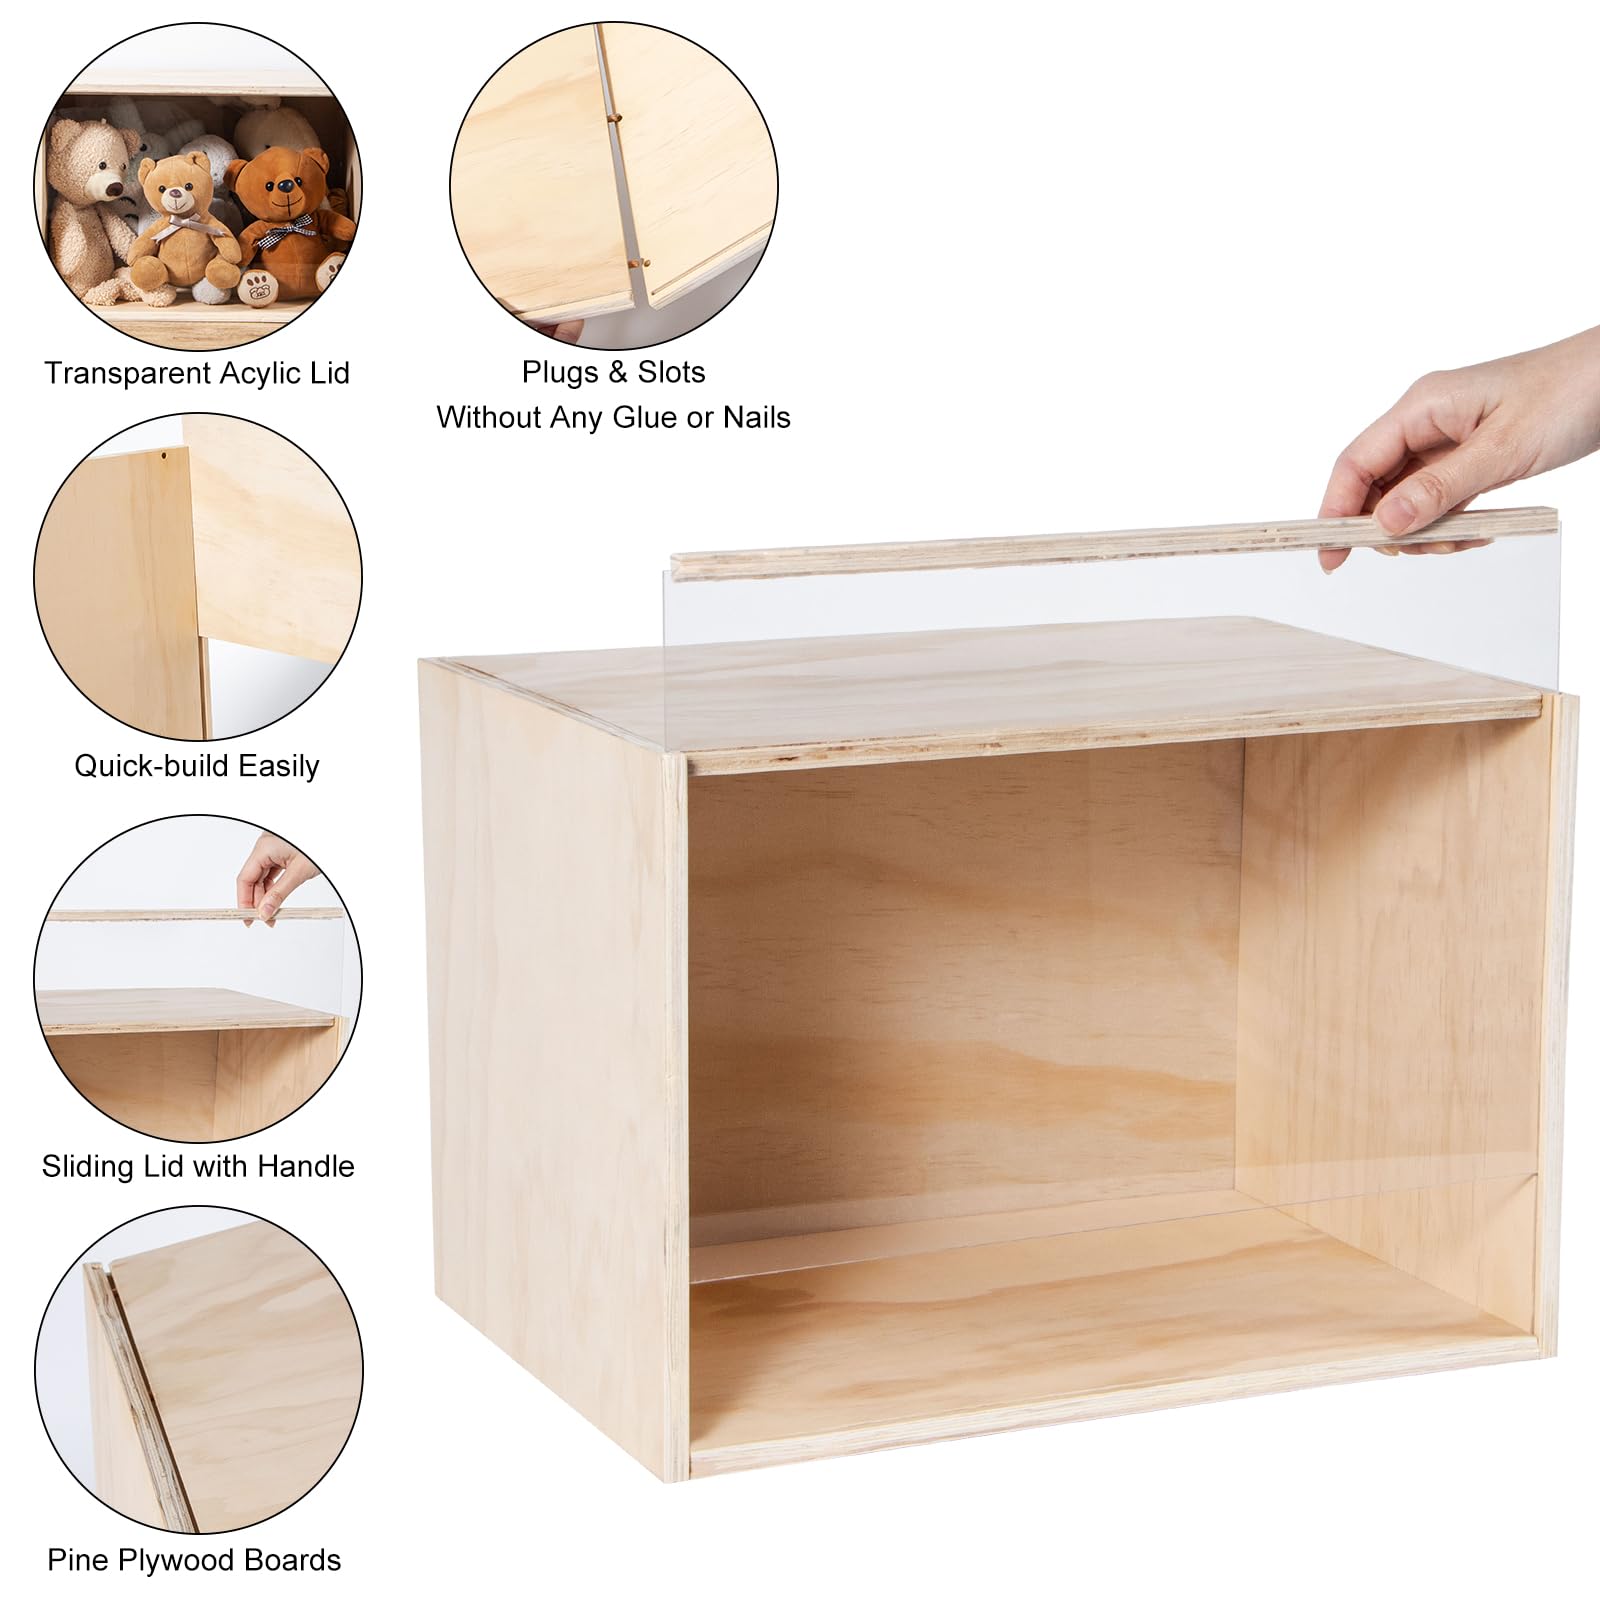 Transparent Acylic Lid
Plugs & Slots
Without Any Glue or Nails
Quick-build Easily
Sliding Lid with Handle
Pine Plywood Boards